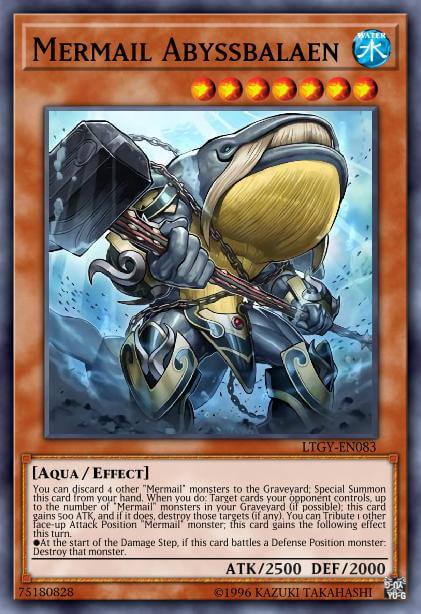 MERMAIL ABYSSBALAEN
WATER
水
LTGY-EN083
[AQUA / EFFECT]
You can discard 4 other "Mermail" monsters to the Graveyard; Special Summon
this card from your hand. When you do: Target cards your opponent controls, up
to the number of "Mermail" monsters in your Graveyard (if possible); this card
gains 500 ATK, and if it does, destroy those targets (if any). You can Tribute 1 other
face-up Attack Position "Mermail" monster; this card gains the following effect
this turn.
●At the start of the Damage Step, if this card battles a Defense Position monster:
Destroy that monster.
ATK/2500 DEF/2000
75180828
©1996 KAZUKI TAKAHASHI